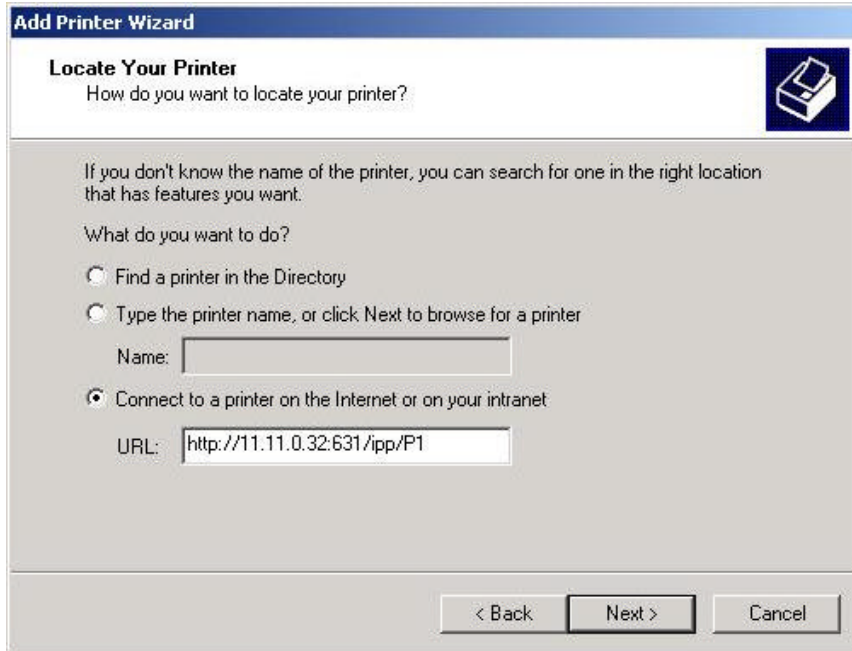 Add Printer Wizard
Locate Your Printer
How do you want to locate your printer?
If you don't know the name of the printer, you can search for one in the right location
that has features you want.
What do you want to do?
Find a printer in the Directory
Type the printer name, or click Next to browse for a printer
Name:
Connect to a printer on the Internet or on your intranet
URL: http://11.11.0.32:631/ipp/P1
< Back Next > Cancel